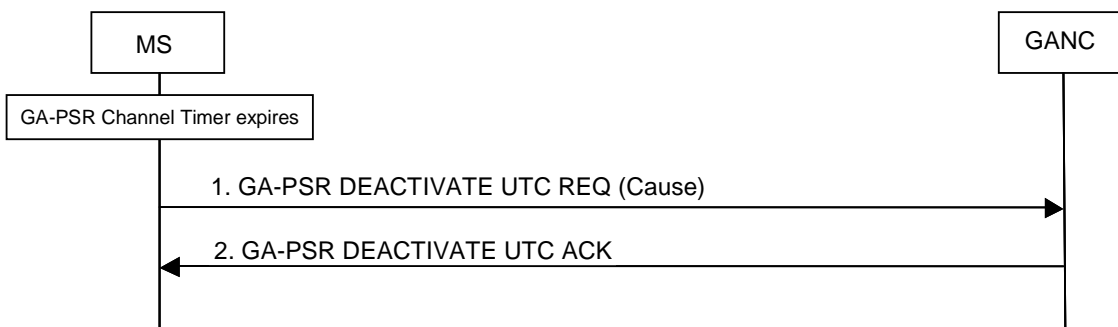 MS
GANC
GA-PSR Channel Timer expires
1. GA-PSR DEACTIVATE UTC REQ (Cause)
2. GA-PSR DEACTIVATE UTC ACK